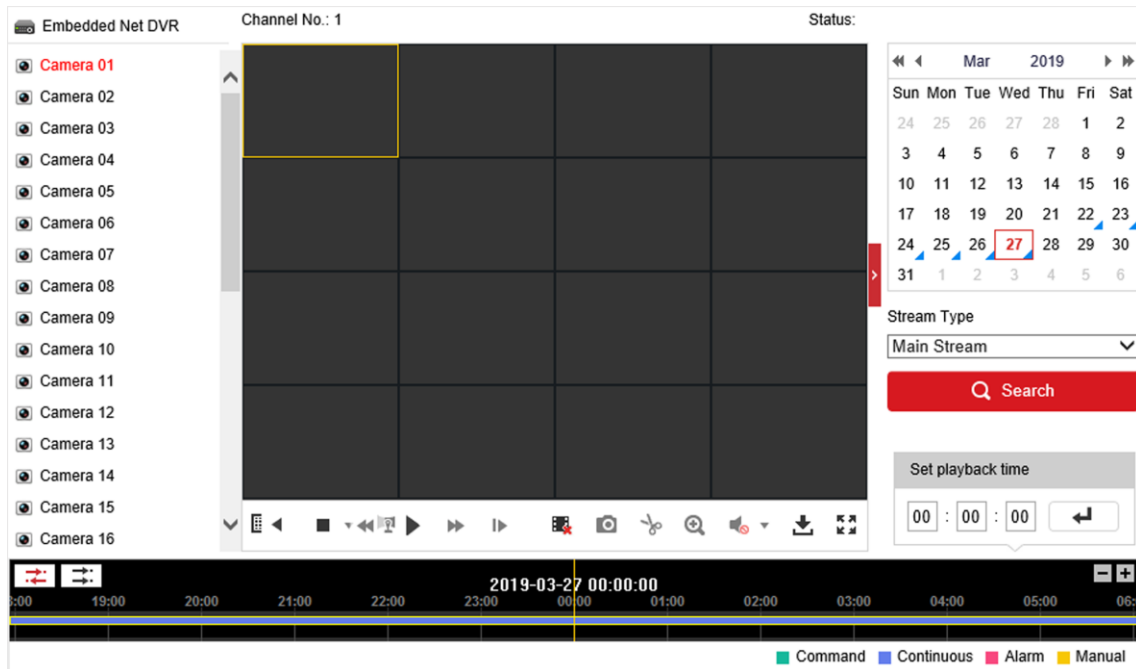 Embedded Net DVR
Channel No.: 1
Status:
Camera 01
Camera 02
Camera 03
Camera 04
Camera 05
Camera 06
Camera 07
Camera 08
Camera 09
Camera 10
Camera 11
Camera 12
Camera 13
Camera 14
Camera 15
Camera 16
Mar 2019
Sun Mon Tue Wed Thu Fri Sat
24 25 26 27 28 1 2
3 4 5 6 7 8 9
10 11 12 13 14 15 16
17 18 19 20 21 22 23
24 25 26 27 28 29 30
31 1 2 3 4 5 6
Stream Type
Main Stream
Search
Set playback time
00 : 00 : 00
2019-03-27 00:00:00
:00 19:00 20:00 21:00 22:00 23:00 00:00 01:00 02:00 03:00 04:00 05:00 06:
Command Continuous Alarm Manual